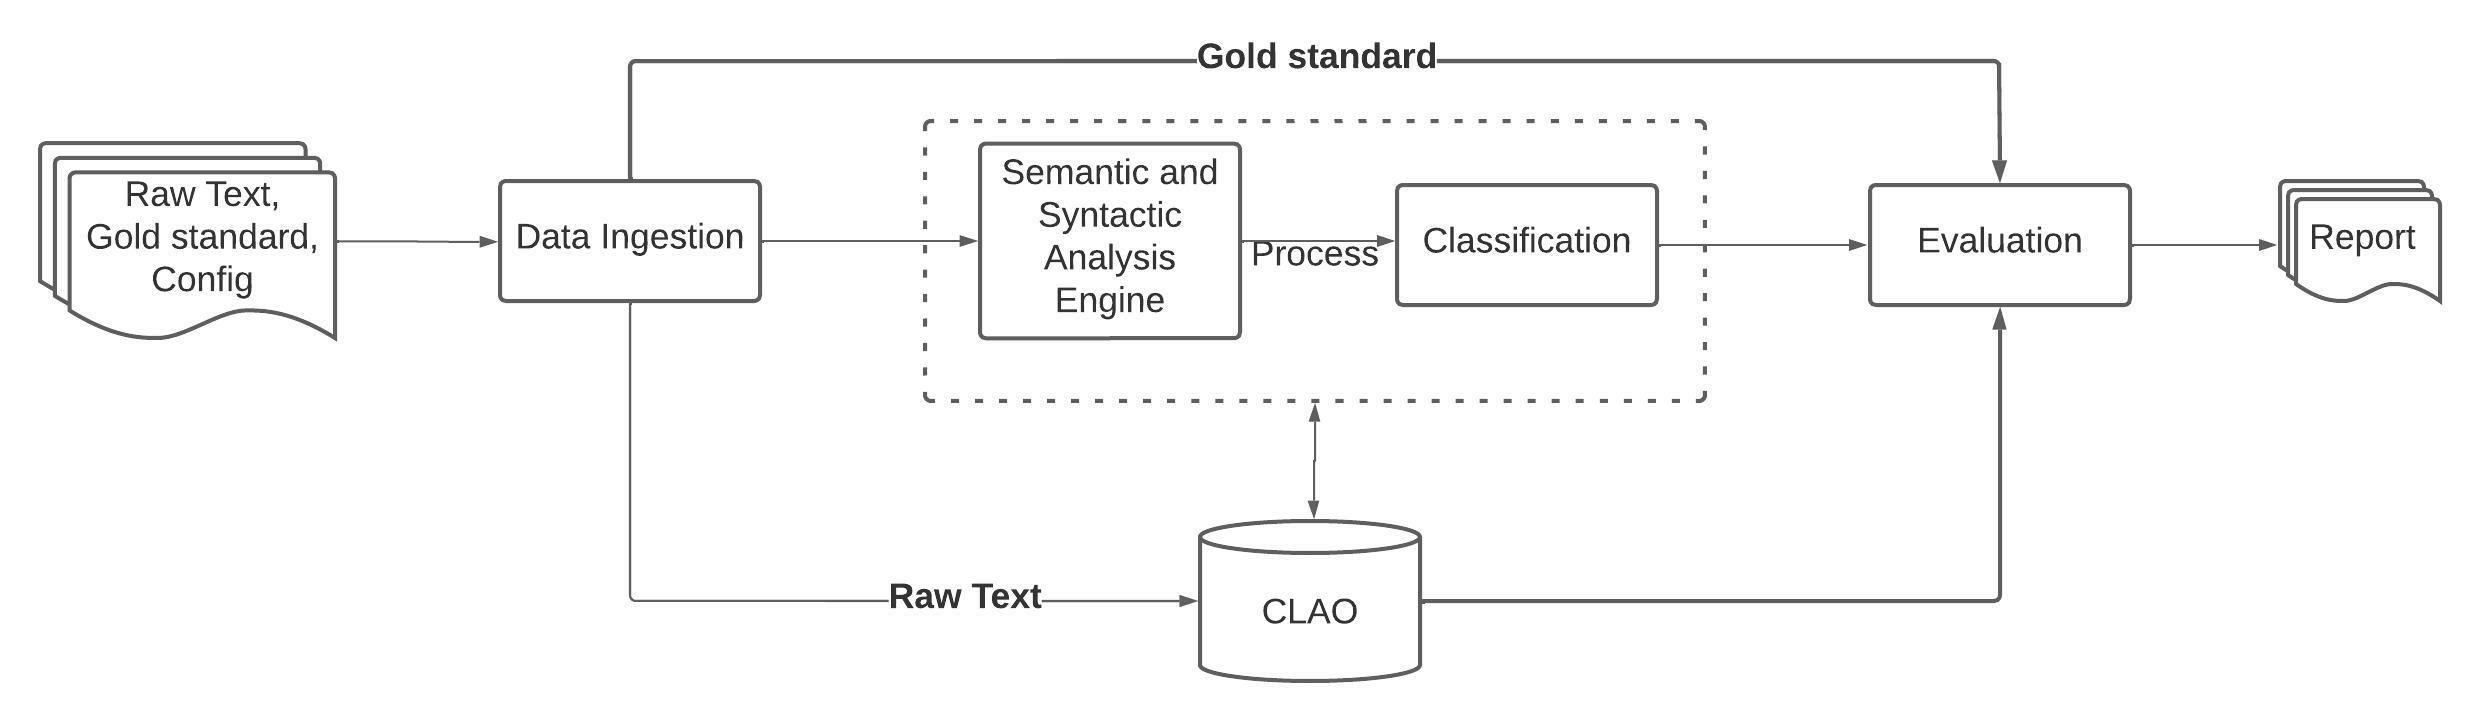 Gold standard
Raw Text,
Gold standard,
Config
Data Ingestion
Semantic and
Syntactic
Analysis
Engine
Process
Classification
Evaluation
Report
Raw Text
CLAO